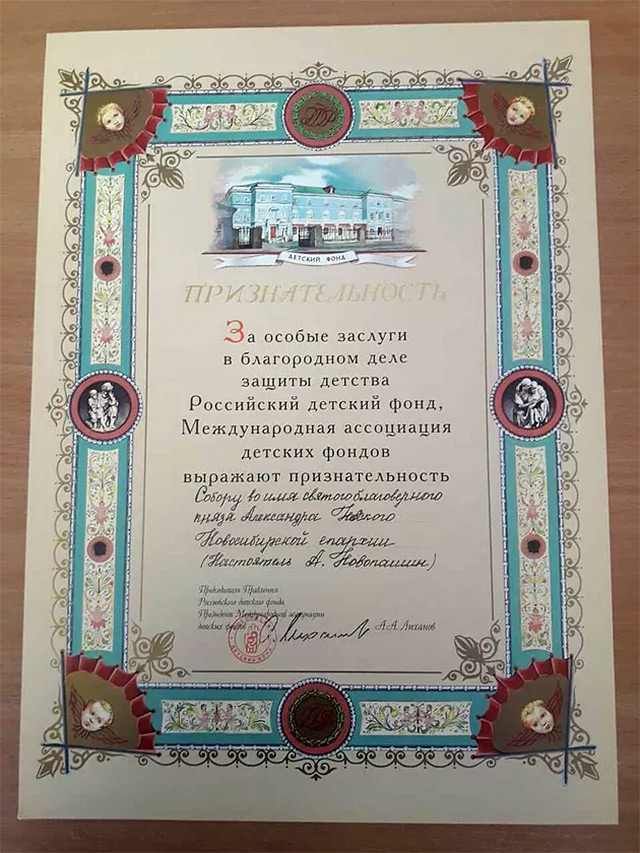 ДЕТСКИЙ ФОНД
ПРИЗНАТЕЛЬНОСТЬ
За особые заслуги
в благородном деле
защиты детства
Российский детский фонд,
Международная ассоциация
детских фондов
выражают признательность
Собору во имя святого благоверного
князя Александра Невского
Новосибирской епархии
(Настоятель А. Новопашин)
Председатель Правления
Российского детского фонда,
Президент Международной ассоциации
детских фондов
А.А.Лиханов